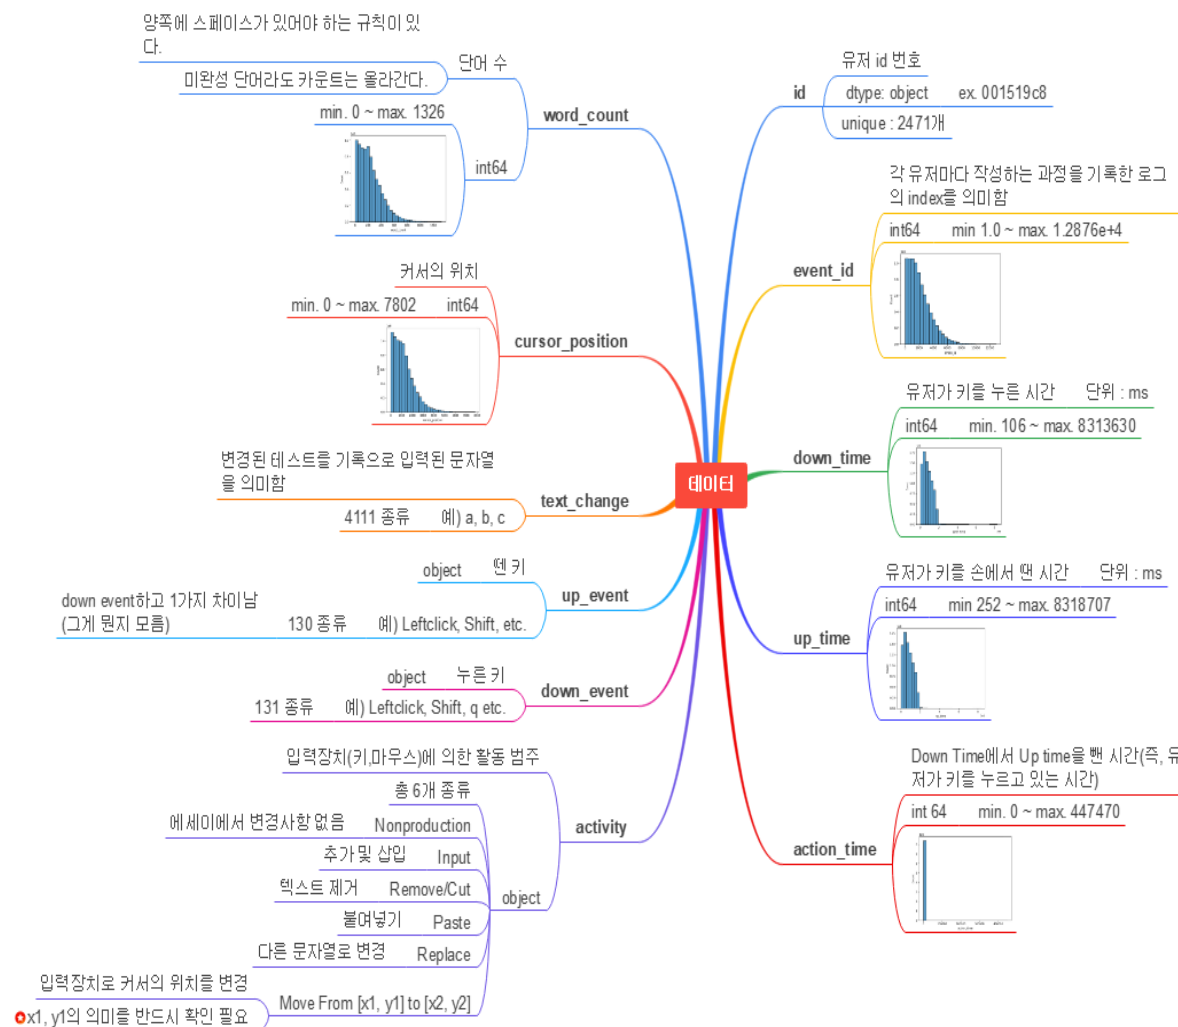 데이터
양쪽에 스페이스가 있어야 하는 규칙이 있
다.
미완성 단어라도 카운트는 올라간다.
단어 수
word_count
min. 0 ~ max. 1326
int64
커서의 위치
min. 0 ~ max. 7802 int64
cursor_position
변경된 테스트를 기록으로 입력된 문자열
을 의미함
text_change
4111 종류 예) a, b, c
object 뗀 키
up_event
down event하고 1가지 차이남
(그게 뭔지 모름)
130 종류 예) Leftclick, Shift, etc.
object 누른 키
down_event
131 종류 예) Leftclick, Shift, q etc.
입력장치(키,마우스)에 의한 활동 범주
activity
총 6개 종류
에세이에서 변경사항 없음 Nonproduction
추가 및 삽입 Input
텍스트 제거 Remove/Cut
object
붙여넣기 Paste
다른 문자열로 변경 Replace
입력장치로 커서의 위치를 변경
Move From [x1, y1] to [x2, y2]
x1, y1의 의미를 반드시 확인 필요
유저 id 번호
id
dtype: object ex. 001519c8
unique : 2471개
각 유저마다 작성하는 과정을 기록한 로그
의 index를 의미함
int64 min 1.0 ~ max. 1.2876e+4
event_id
유저가 키를 누른 시간 단위 : ms
int64 min. 106 ~ max. 8313630
down_time
유저가 키를 손에서 땐 시간 단위 : ms
int64 min 252 ~ max. 8318707
up_time
Down Time에서 Up time을 뺀 시간(즉, 유
저가 키를 누르고 있는 시간)
int 64 min. 0 ~ max. 447470
action_time